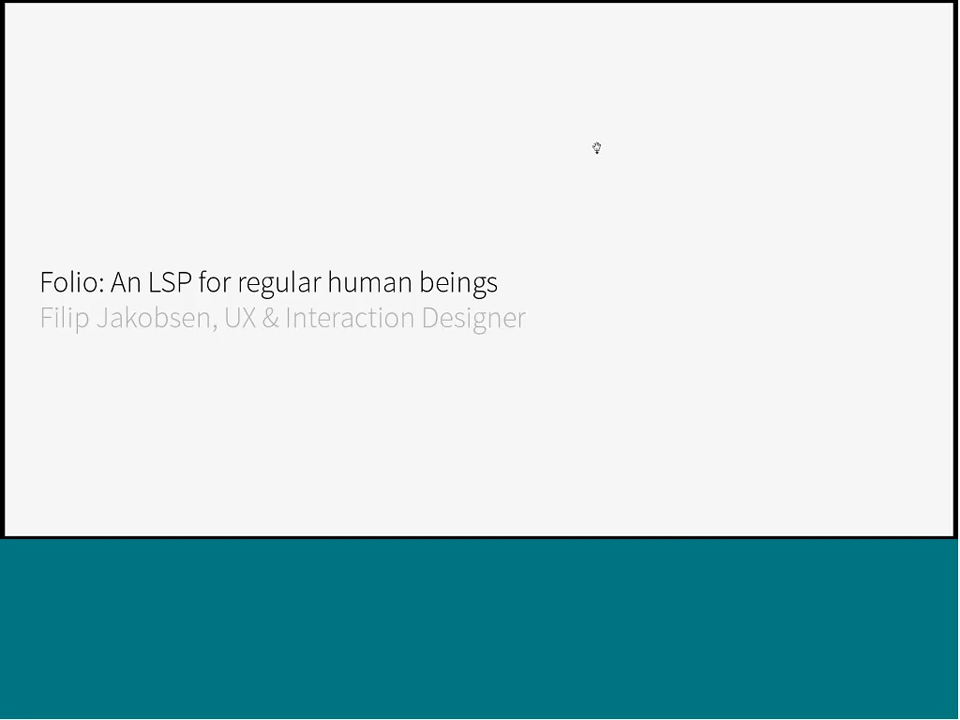 Folio: An LSP for regular human beings
Filip Jakobsen, UX & Interaction Designer